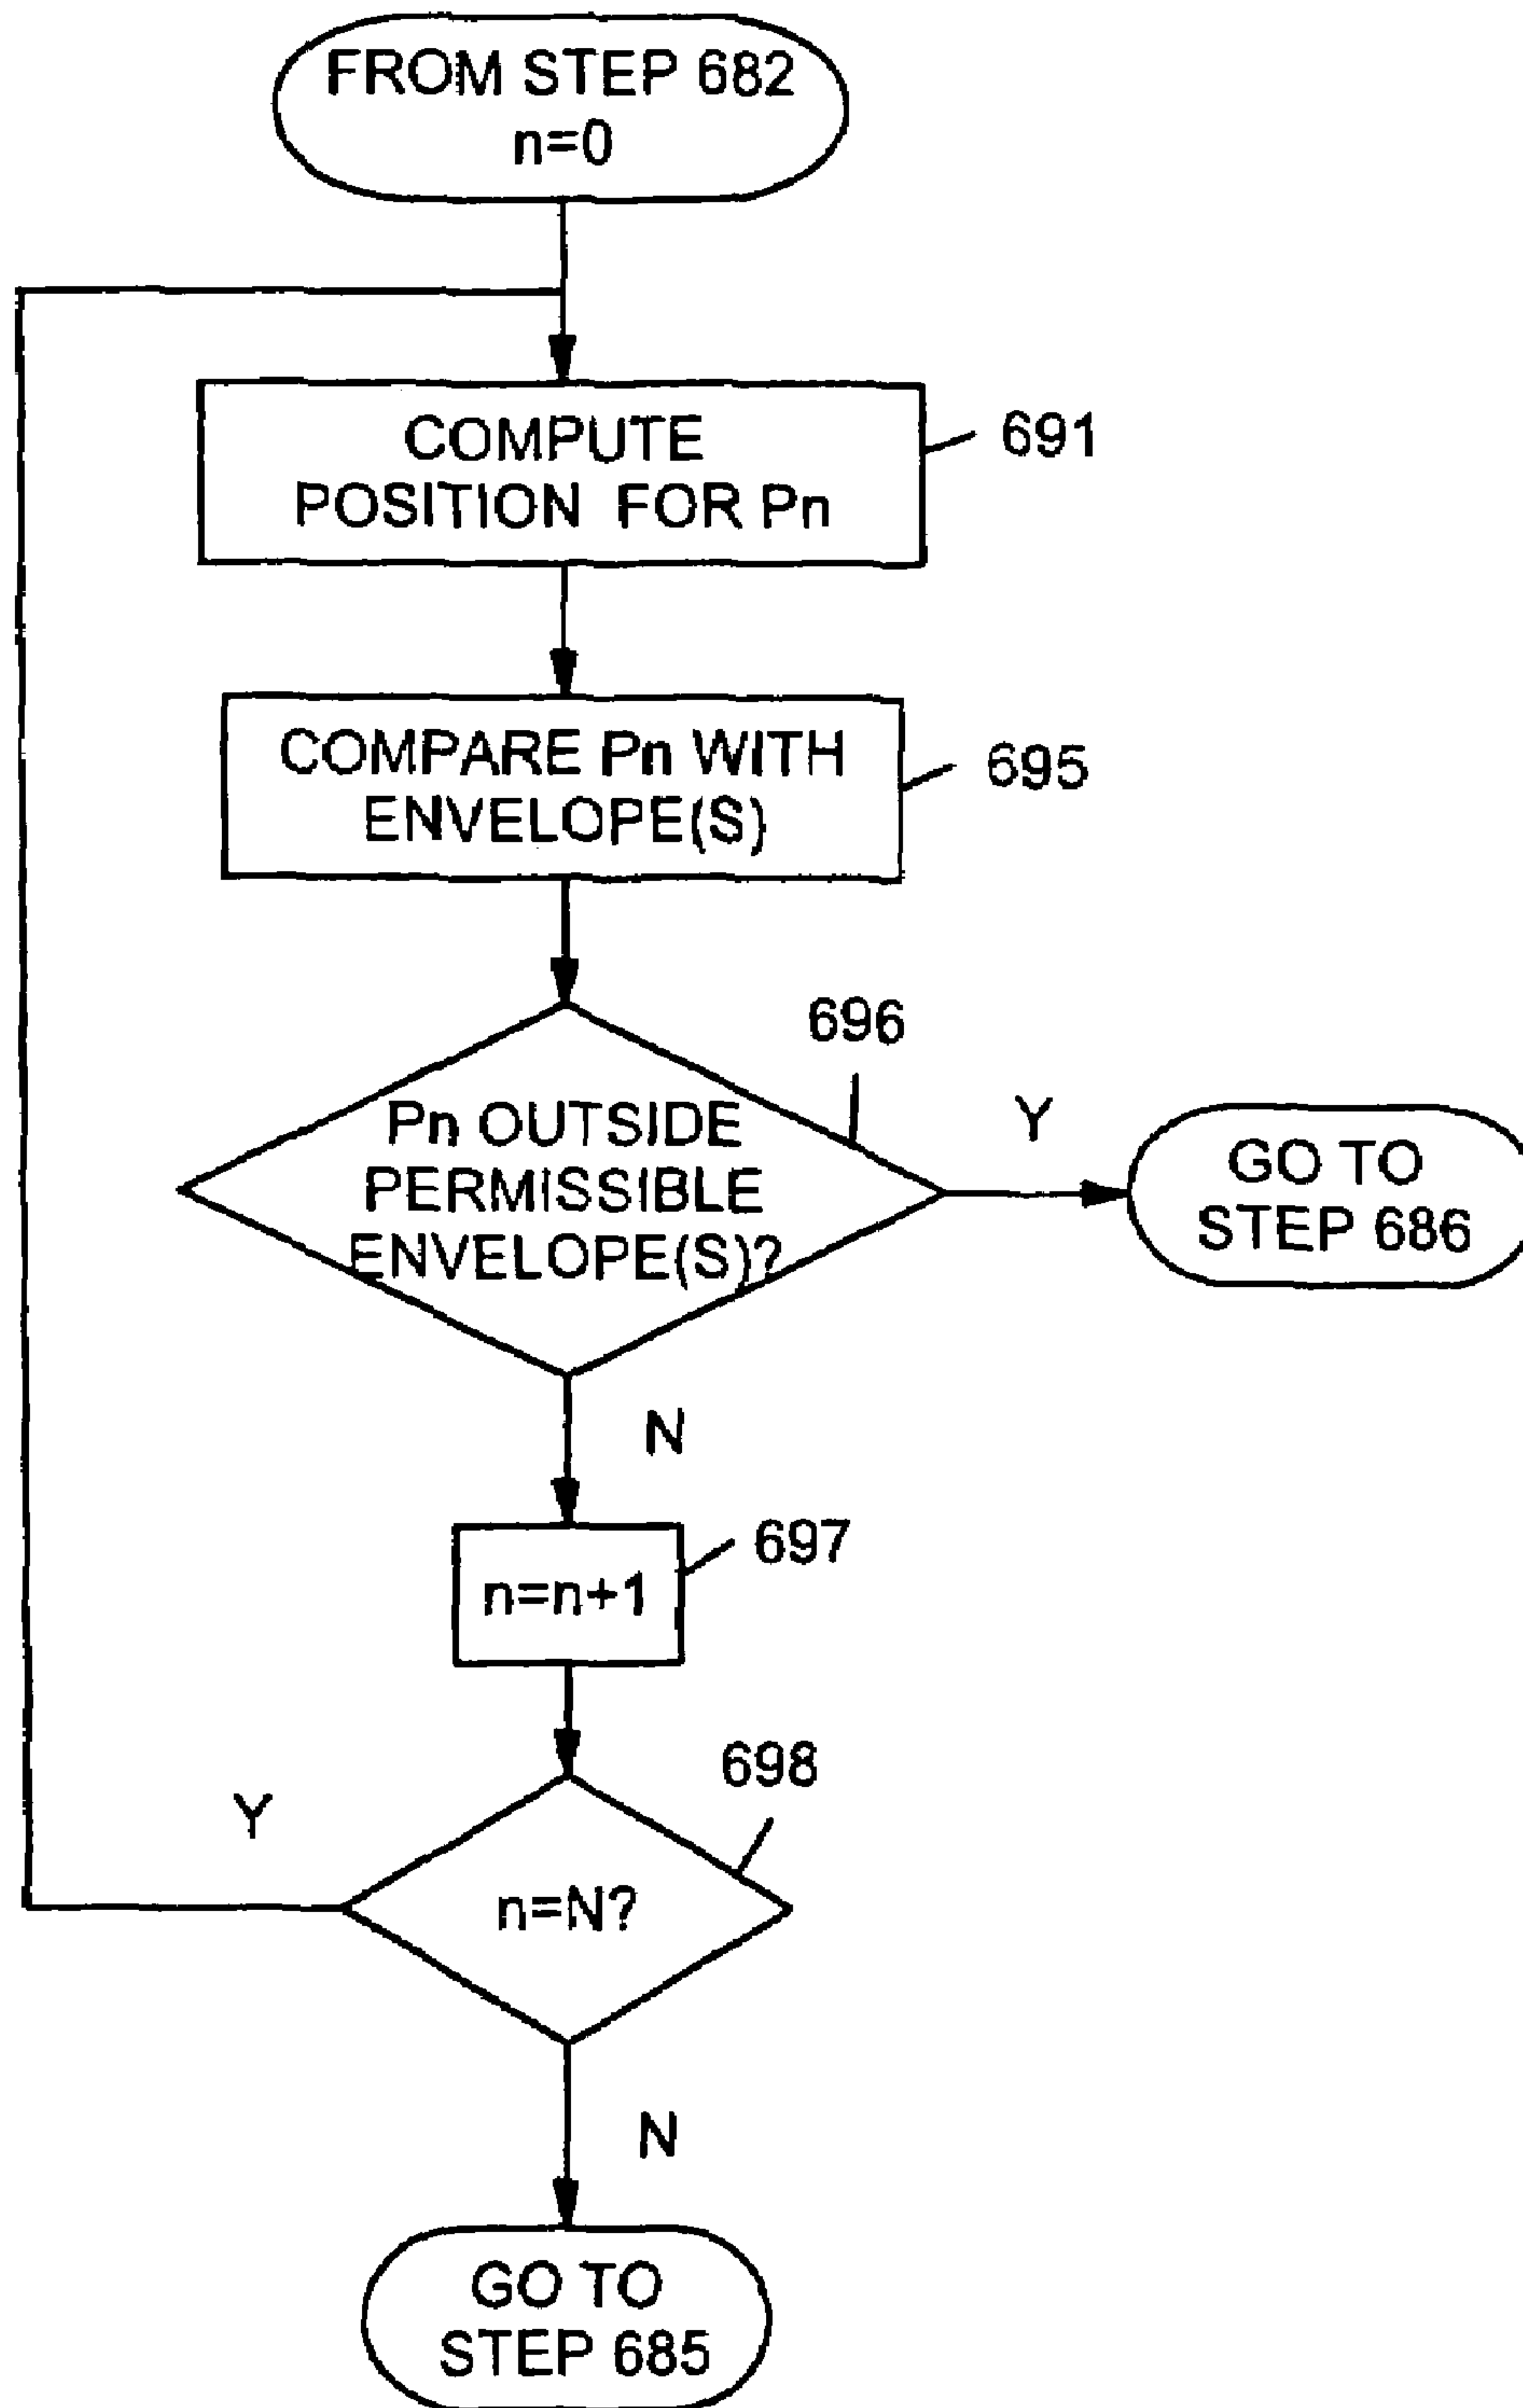 FROM STEP 682
n=0
COMPUTE
POSITION FOR Pn
691
COMPARE Pn WITH
ENVELOPE(S)
695
696
Pn OUTSIDE
PERMISSIBLE
ENVELOPE(S)?
Y
GO TO
STEP 686
N
n=n+1
697
698
Y
n=N?
N
GO TO
STEP 685